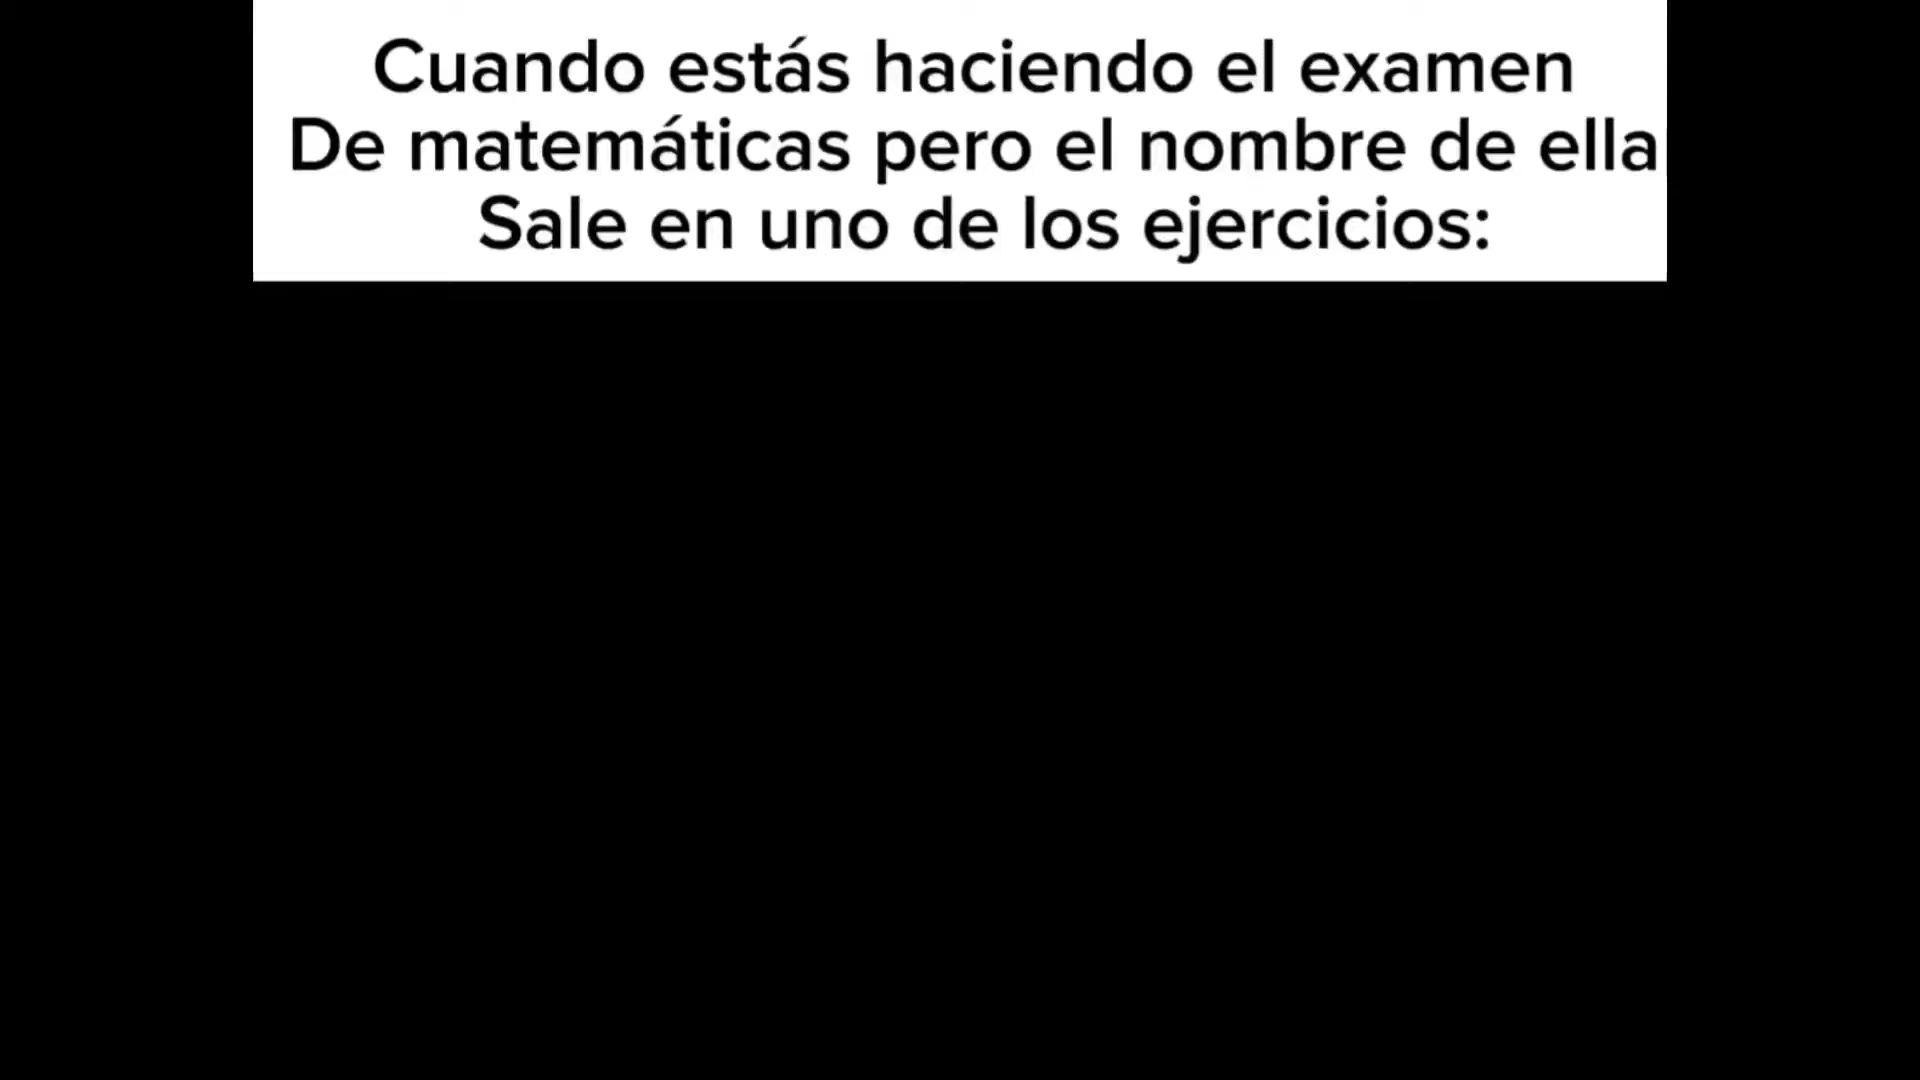 Cuando estás haciendo el examen
De matemáticas pero el nombre de ella
Sale en uno de los ejercicios: